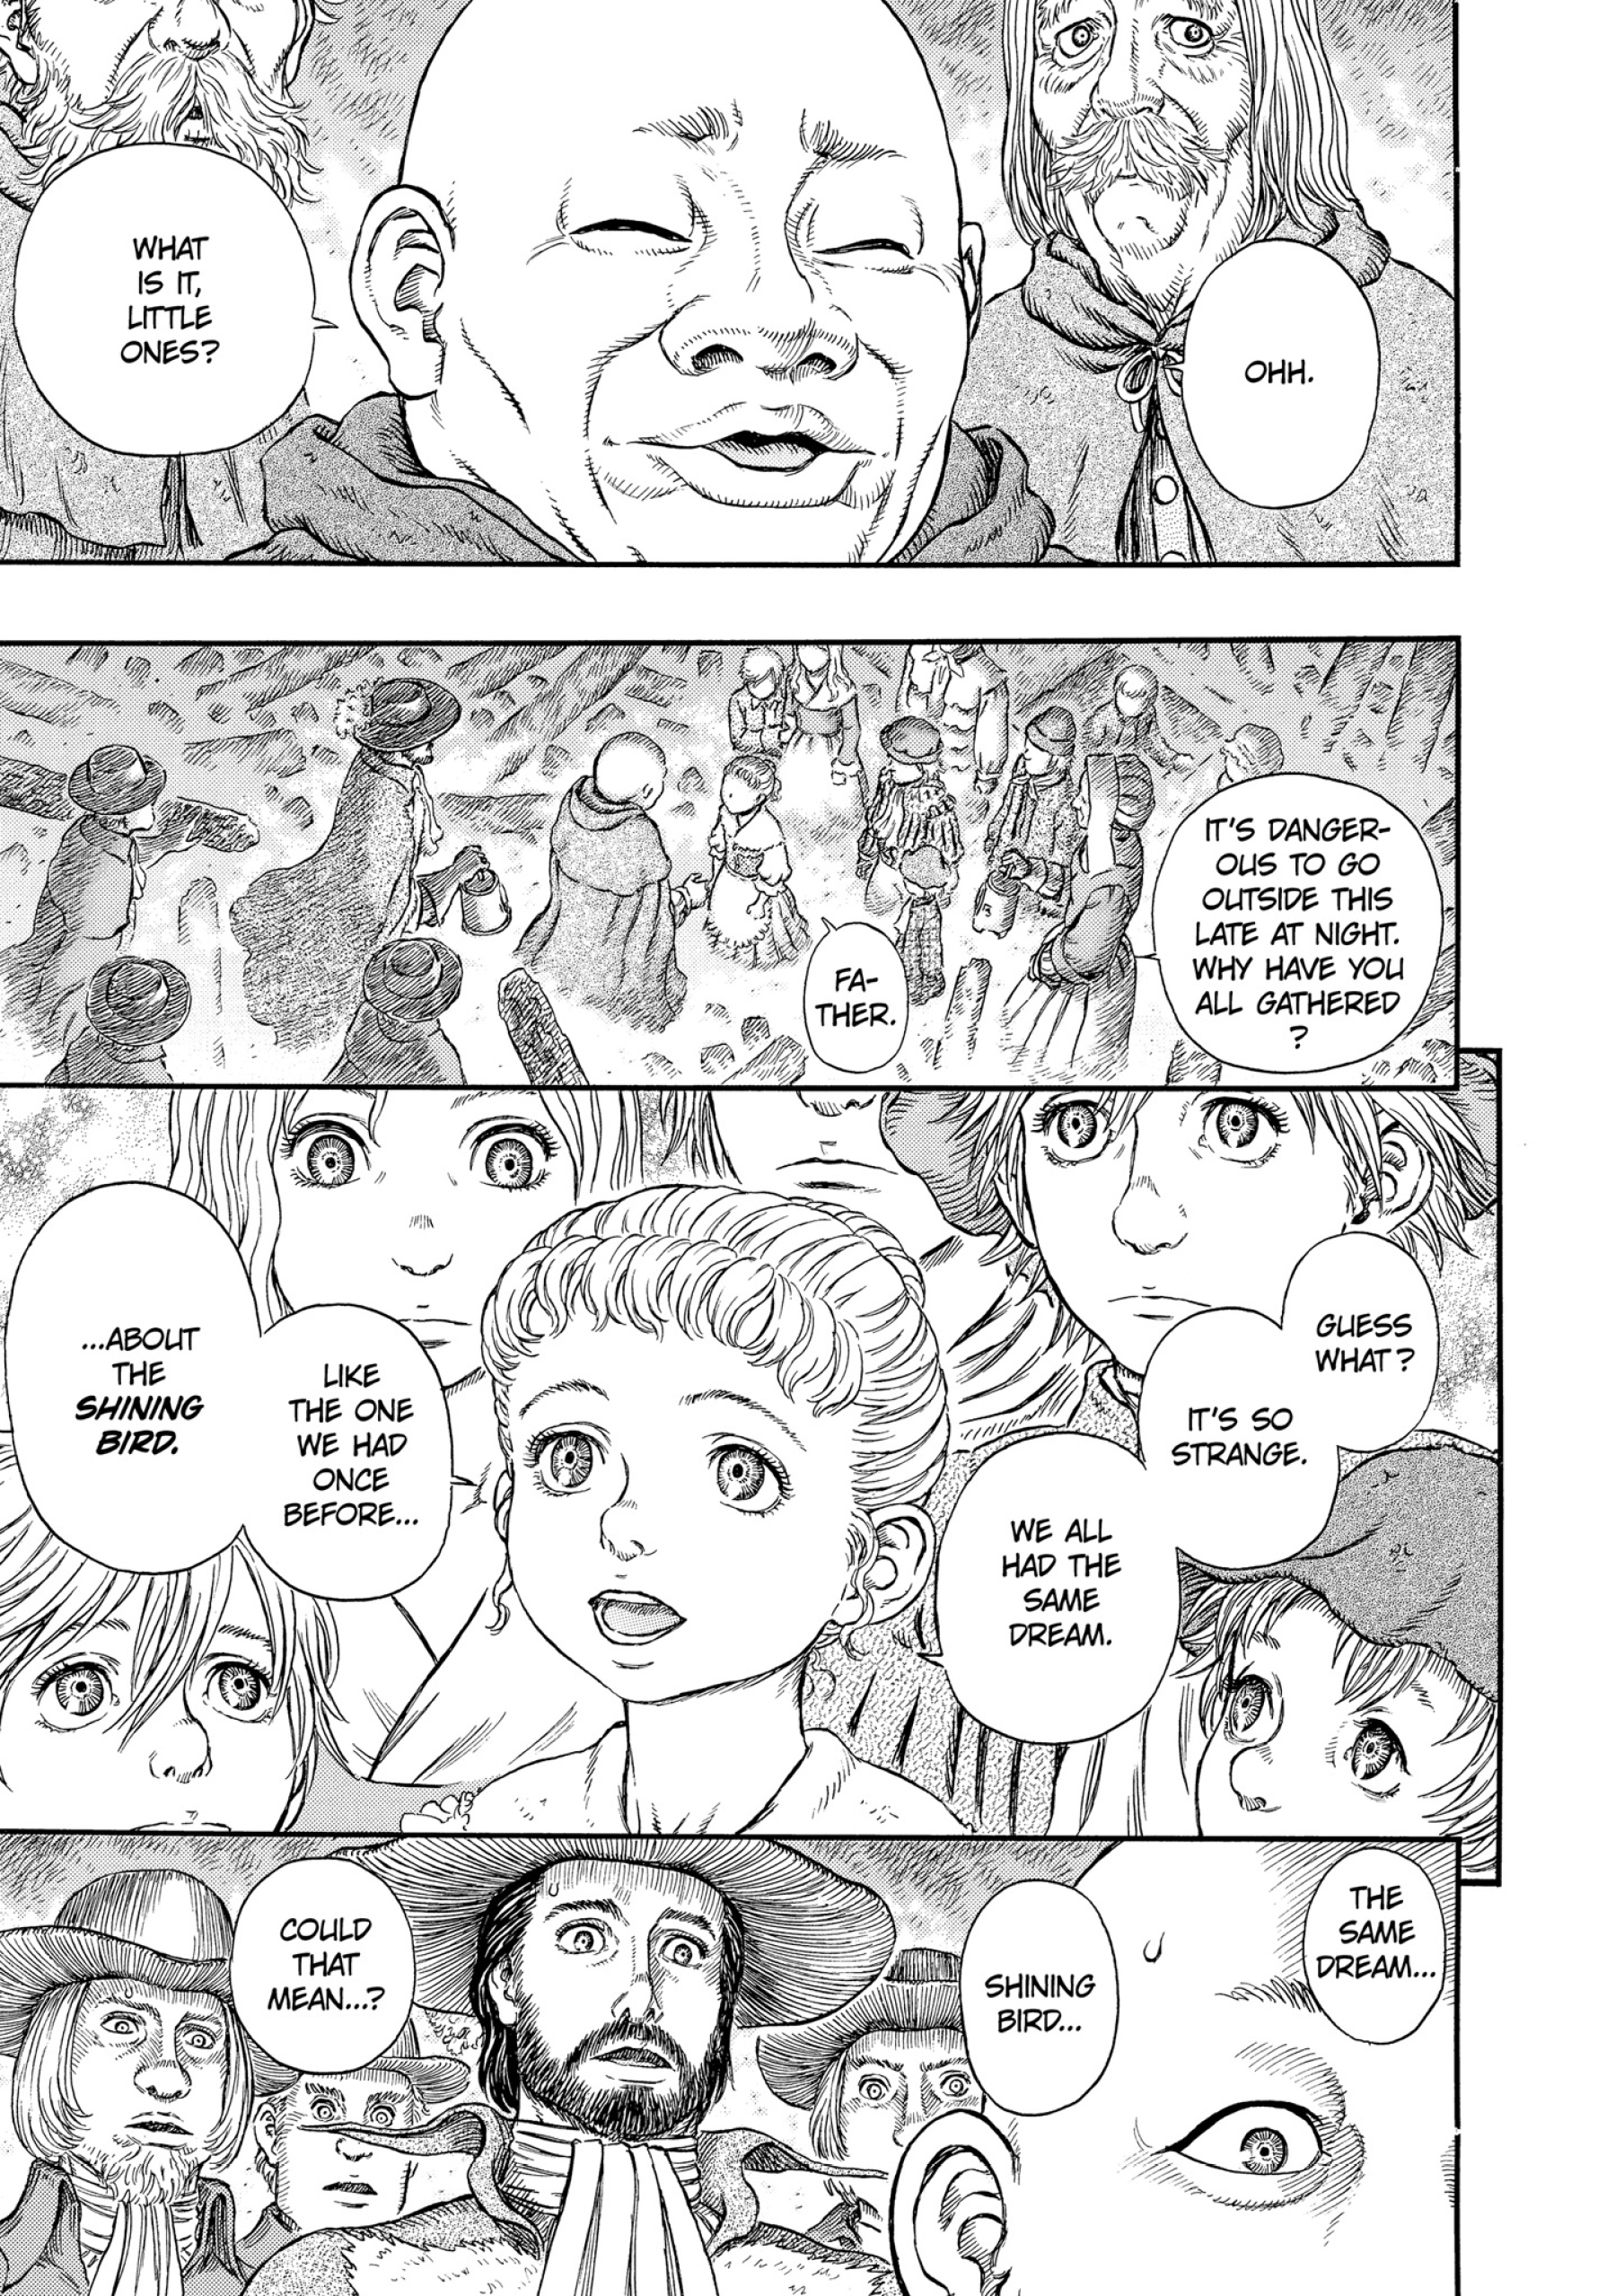 OHH.
WHAT
IS IT,
LITTLE
ONES?
IT'S DANGER-
OUS TO GO
OUTSIDE THIS
LATE AT NIGHT.
WHY HAVE YOU
ALL GATHERED
?
FA-
THER.
GUESS
WHAT?
IT'S SO
STRANGE.
WE ALL
HAD THE
SAME
DREAM.
LIKE
THE ONE
WE HAD
ONCE
BEFORE...
...ABOUT
THE
SHINING
BIRD.
THE
SAME
DREAM...
SHINING
BIRD...
COULD
THAT
MEAN...?